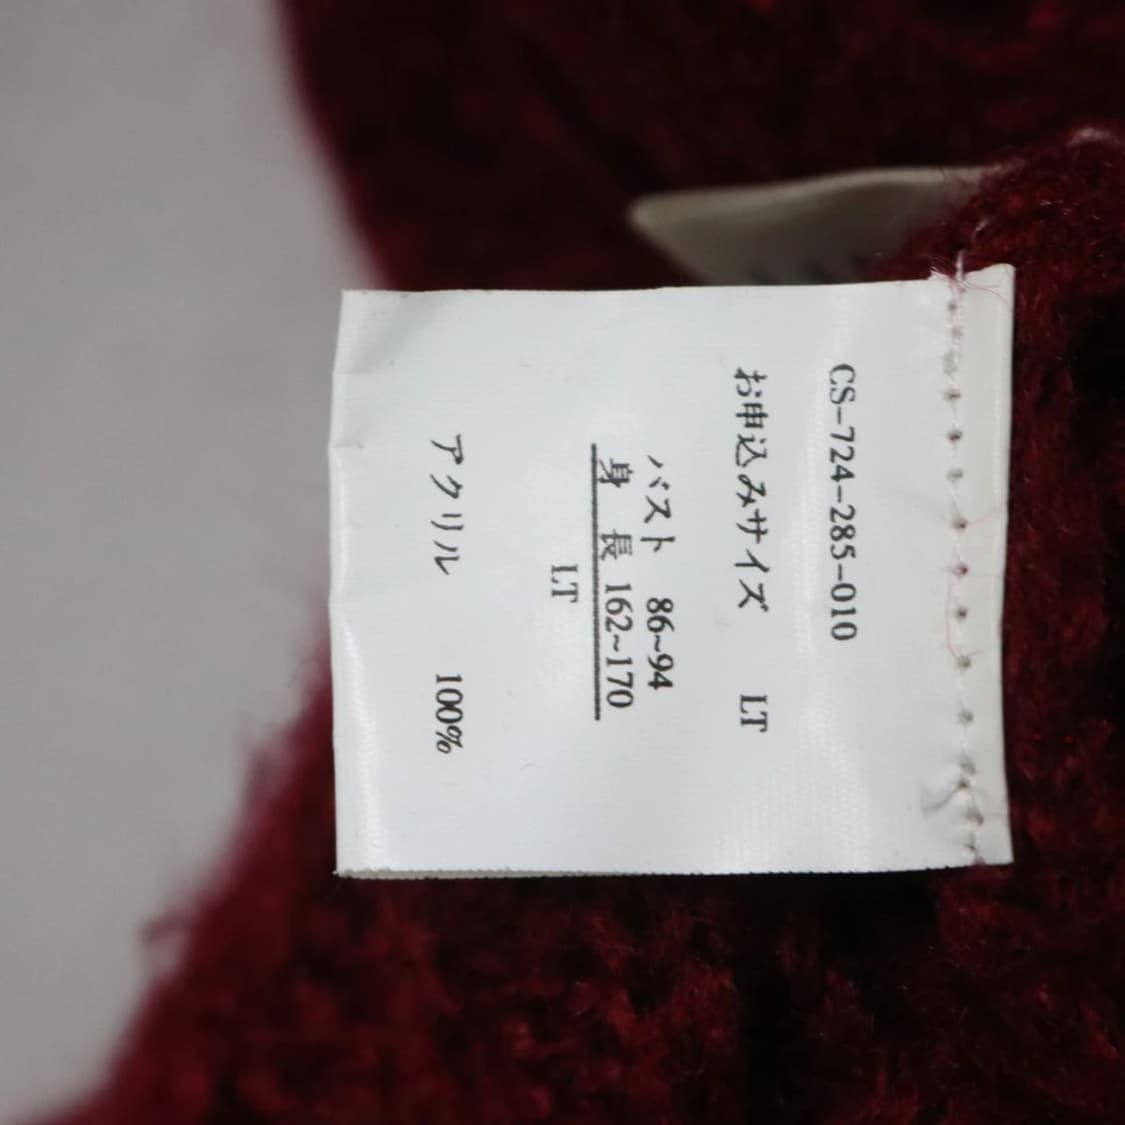 CS-724-285-010
お申込みサイズ LT
バスト 86~94
身 長 162~170
LT
アクリル 100%